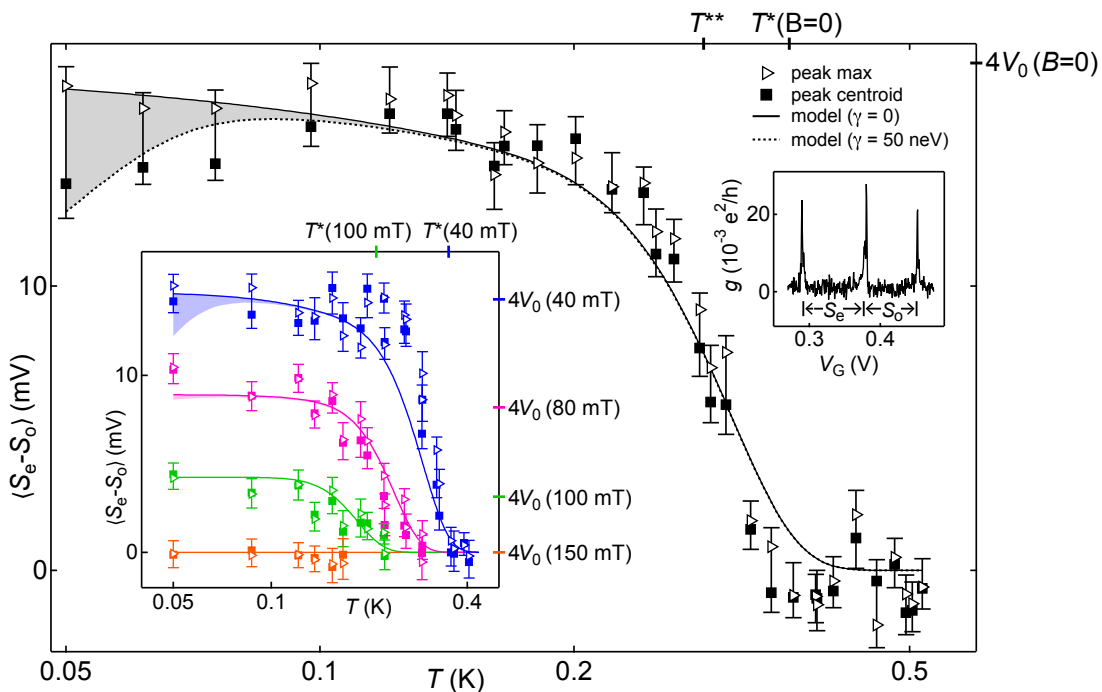 T** T*(B=0)
4V₀ (B=0)
▷ peak max
■ peak centroid
— model (γ = 0)
┈ model (γ = 50 neV)
g (10⁻³ e²/h)
20
0
Sₑ Sₒ
0.3 0.4
V_G (V)
⟨Sₑ-Sₒ⟩ (mV)
10
0
T*(100 mT) T*(40 mT)
4V₀ (40 mT)
4V₀ (80 mT)
4V₀ (100 mT)
4V₀ (150 mT)
⟨Sₑ-Sₒ⟩ (mV)
10
0
0.05 0.1 0.4
T (K)
0.05 0.1 0.2 0.5
T (K)